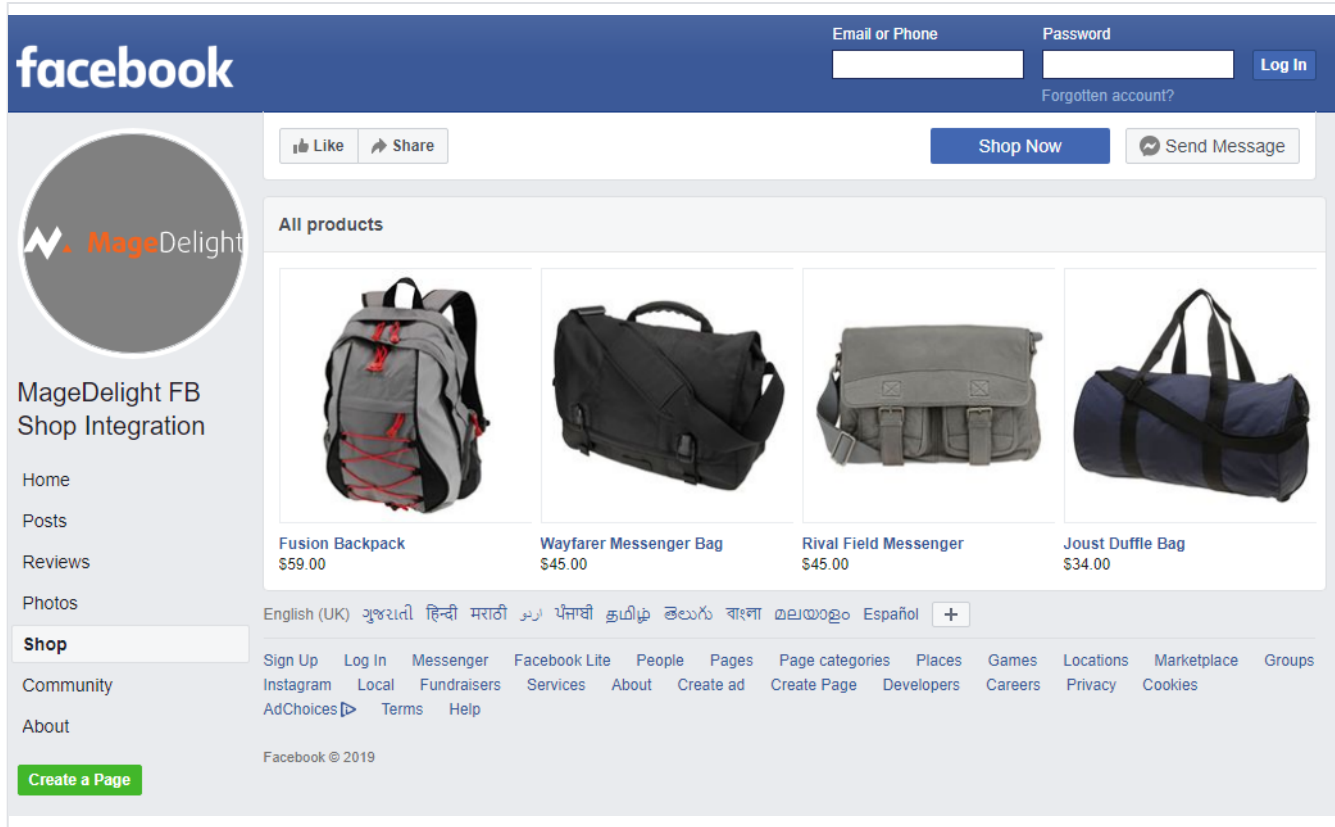 facebook
Email or Phone
Password
Log In
Forgotten account?
Like
Share
Shop Now
Send Message
MageDelight
MageDelight FB
Shop Integration
Home
Posts
Reviews
Photos
Shop
Community
About
Create a Page
All products
Fusion Backpack
$59.00
Wayfarer Messenger Bag
$45.00
Rival Field Messenger
$45.00
Joust Duffle Bag
$34.00
English (UK) ગુજરાતી हिन्दी मराठी اردو ਪੰਜਾਬੀ தமிழ் తెలుగు বাংলা മലയാളം Español +
Sign Up Log In Messenger Facebook Lite People Pages Page categories Places Games Locations Marketplace Groups
Instagram Local Fundraisers Services About Create ad Create Page Developers Careers Privacy Cookies
AdChoices Terms Help
Facebook © 2019